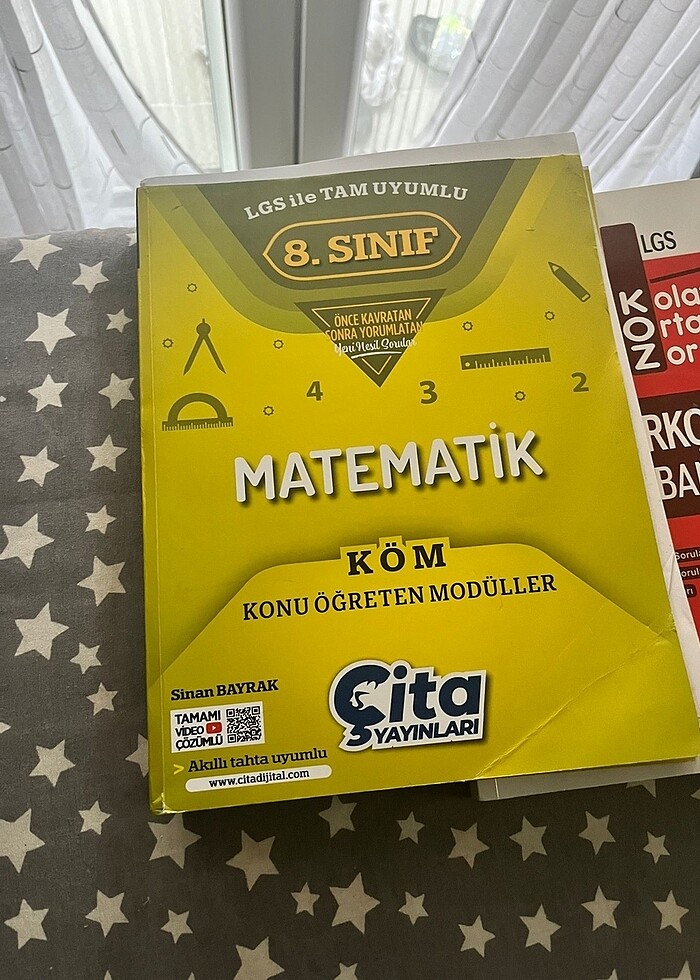 LGS ile TAM UYUMLU
8. SINIF
ÖNCE KAVRATAN
SONRA YORUMLATAN
Yeni Nesil Sorular
4
3
2
MATEMATİK
KÖM
KONU ÖĞRETEN MODÜLLER
Sinan BAYRAK
TAMAMI
VİDEO
ÇÖZÜMLÜ
Çita
YAYINLARI
> Akıllı tahta uyumlu
www.citadijital.com
LGS
KOZ